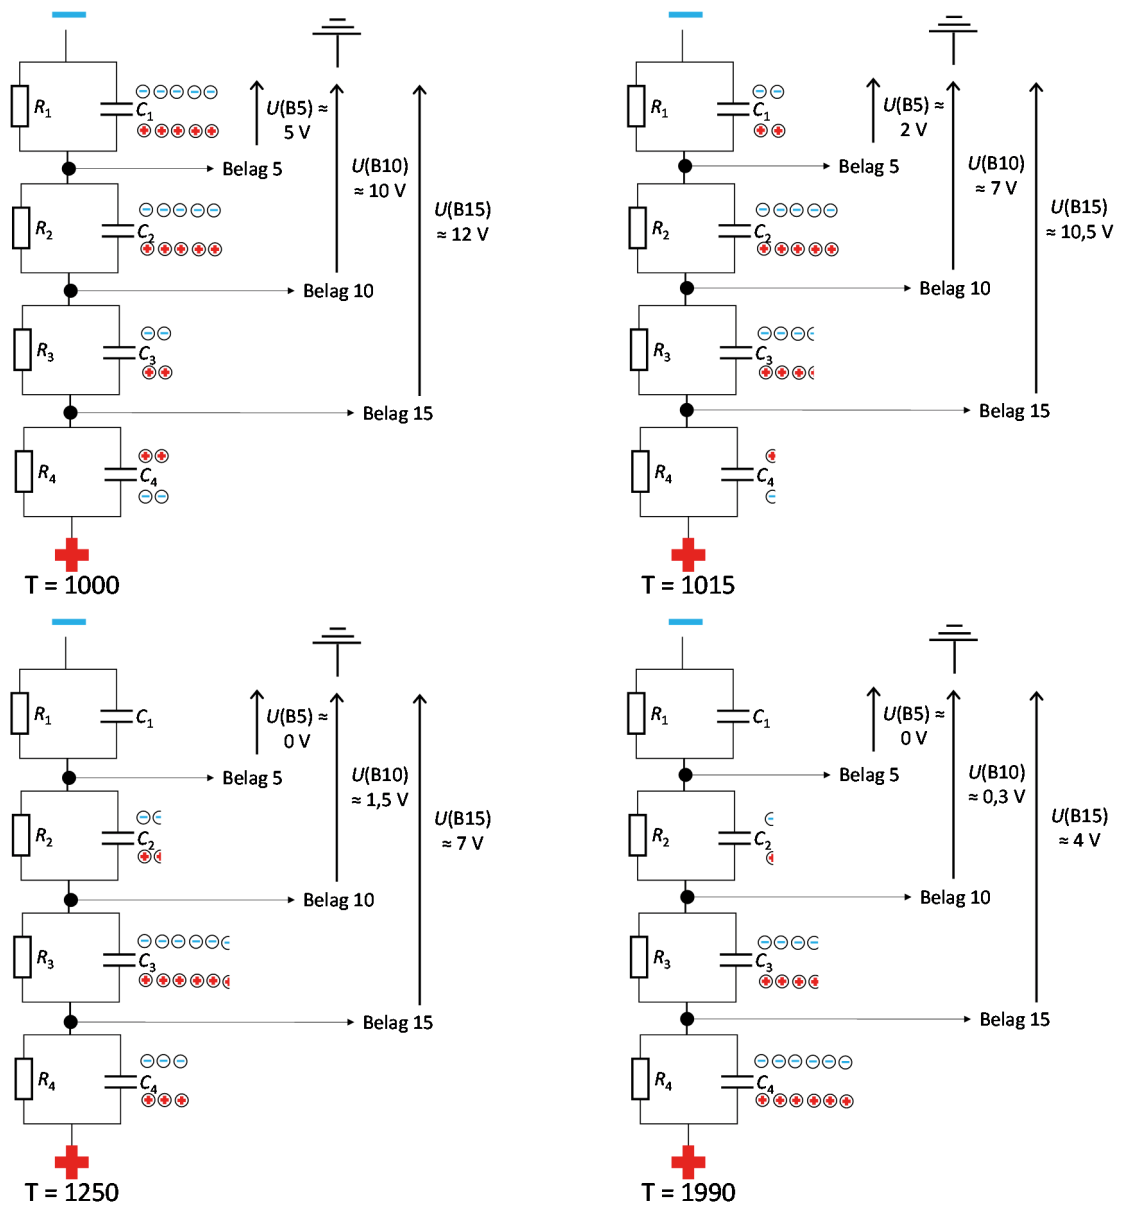 R1
C1
U(B5) ≈
5 V
Belag 5
U(B10)
≈ 10 V
R2
C2
U(B15)
≈ 12 V
Belag 10
R3
C3
Belag 15
R4
C4
T = 1000
R1
C1
U(B5) ≈
2 V
Belag 5
U(B10)
≈ 7 V
R2
C2
U(B15)
≈ 10,5 V
Belag 10
R3
C3
Belag 15
R4
C4
T = 1015
R1
C1
U(B5) ≈
0 V
Belag 5
U(B10)
≈ 1,5 V
R2
C2
U(B15)
≈ 7 V
Belag 10
R3
C3
Belag 15
R4
C4
T = 1250
R1
C1
U(B5) ≈
0 V
Belag 5
U(B10)
≈ 0,3 V
R2
C2
U(B15)
≈ 4 V
Belag 10
R3
C3
Belag 15
R4
C4
T = 1990